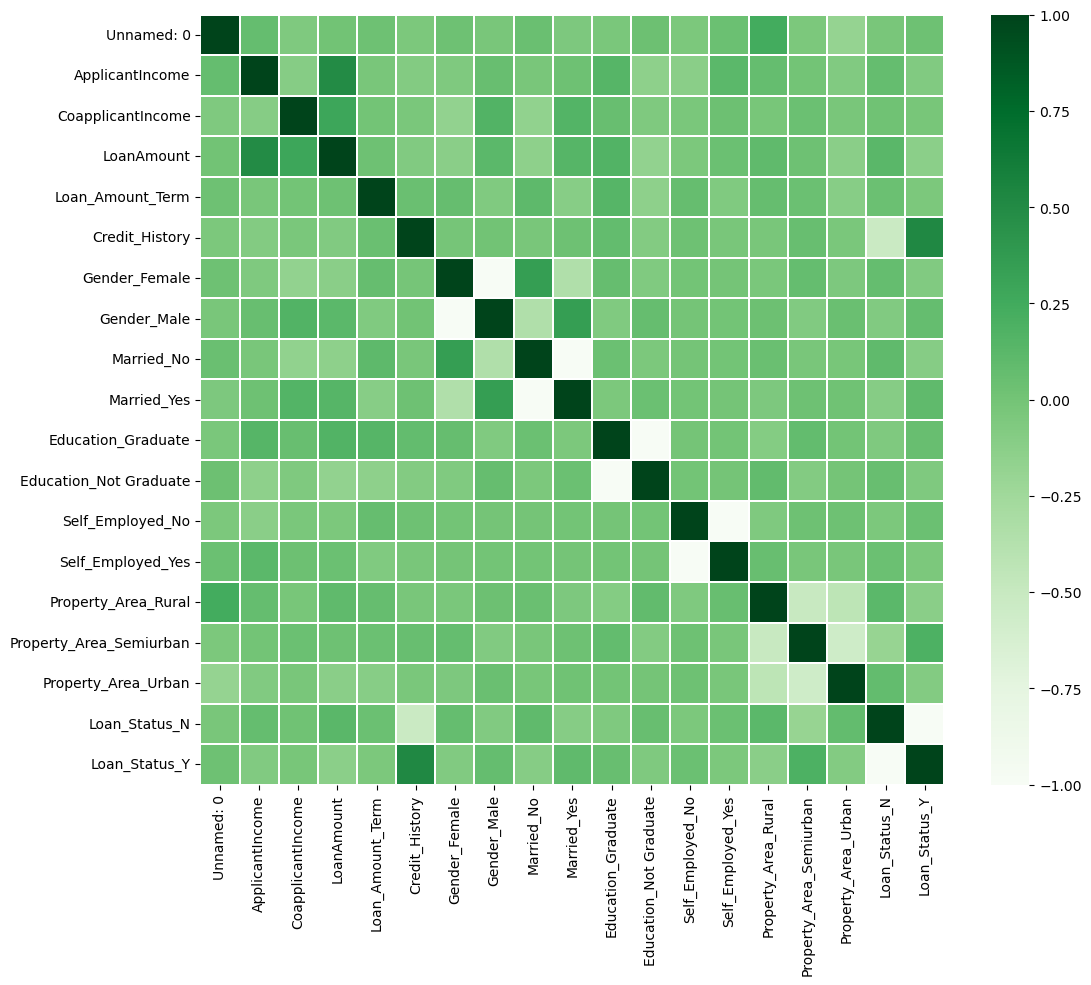 Unnamed: 0
ApplicantIncome
CoapplicantIncome
LoanAmount
Loan_Amount_Term
Credit_History
Gender_Female
Gender_Male
Married_No
Married_Yes
Education_Graduate
Education_Not Graduate
Self_Employed_No
Self_Employed_Yes
Property_Area_Rural
Property_Area_Semiurban
Property_Area_Urban
Loan_Status_N
Loan_Status_Y
Unnamed: 0
ApplicantIncome
CoapplicantIncome
LoanAmount
Loan_Amount_Term
Credit_History
Gender_Female
Gender_Male
Married_No
Married_Yes
Education_Graduate
Education_Not Graduate
Self_Employed_No
Self_Employed_Yes
Property_Area_Rural
Property_Area_Semiurban
Property_Area_Urban
Loan_Status_N
Loan_Status_Y
1.00
0.75
0.50
0.25
0.00
−0.25
−0.50
−0.75
−1.00